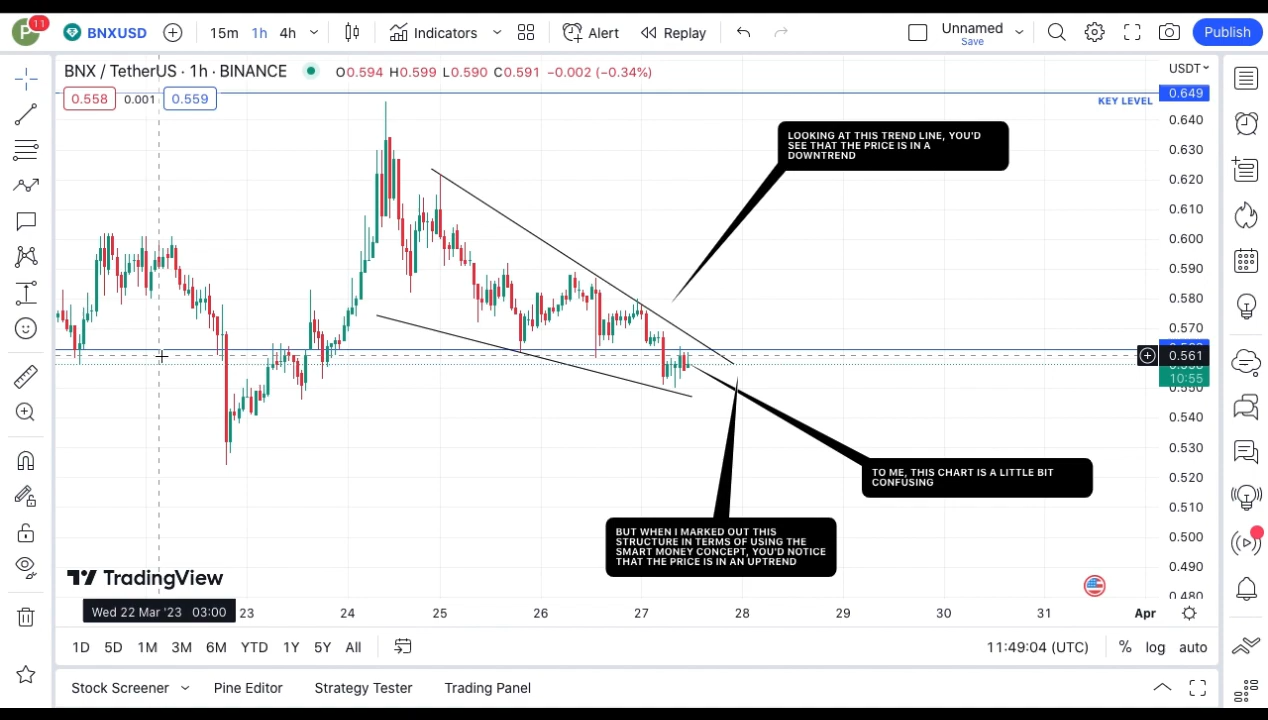 P
11
BNXUSD
15m 1h 4h
Indicators
Alert
Replay
Unnamed
Save
Publish
BNX / TetherUS · 1h · BINANCE
O0.594 H0.599 L0.590 C0.591 −0.002 (−0.34%)
USDT
0.558
0.001
0.559
0.649
KEY LEVEL
0.640
0.630
0.620
0.610
0.600
0.590
0.580
0.570
0.561
10:55
0.550
0.540
0.530
0.520
0.510
0.500
0.490
0.480
LOOKING AT THIS TREND LINE, YOU'D
SEE THAT THE PRICE IS IN A
DOWNTREND
TO ME, THIS CHART IS A LITTLE BIT
CONFUSING
BUT WHEN I MARKED OUT THIS
STRUCTURE IN TERMS OF USING THE
SMART MONEY CONCEPT, YOU'D NOTICE
THAT THE PRICE IS IN AN UPTREND
TradingView
Wed 22 Mar '23 03:00
23 24 25 26 27 28 29 30 31 Apr
1D 5D 1M 3M 6M YTD 1Y 5Y All
11:49:04 (UTC)
% log auto
Stock Screener
Pine Editor
Strategy Tester
Trading Panel